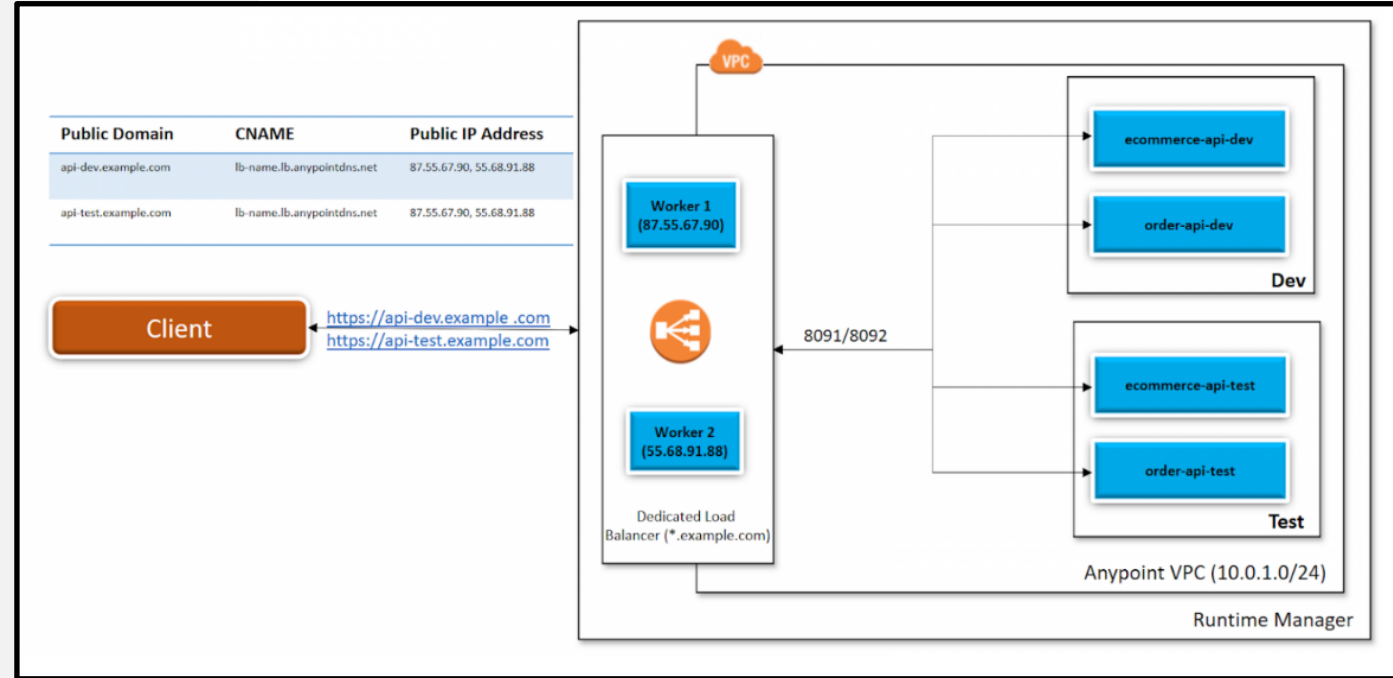 VPC
Public Domain CNAME Public IP Address
api-dev.example.com lb-name.lb.anypointdns.net 87.55.67.90, 55.68.91.88
api-test.example.com lb-name.lb.anypointdns.net 87.55.67.90, 55.68.91.88
Client
https://api-dev.example .com
https://api-test.example.com
Worker 1
(87.55.67.90)
Worker 2
(55.68.91.88)
Dedicated Load
Balancer (*.example.com)
8091/8092
ecommerce-api-dev
order-api-dev
Dev
ecommerce-api-test
order-api-test
Test
Anypoint VPC (10.0.1.0/24)
Runtime Manager